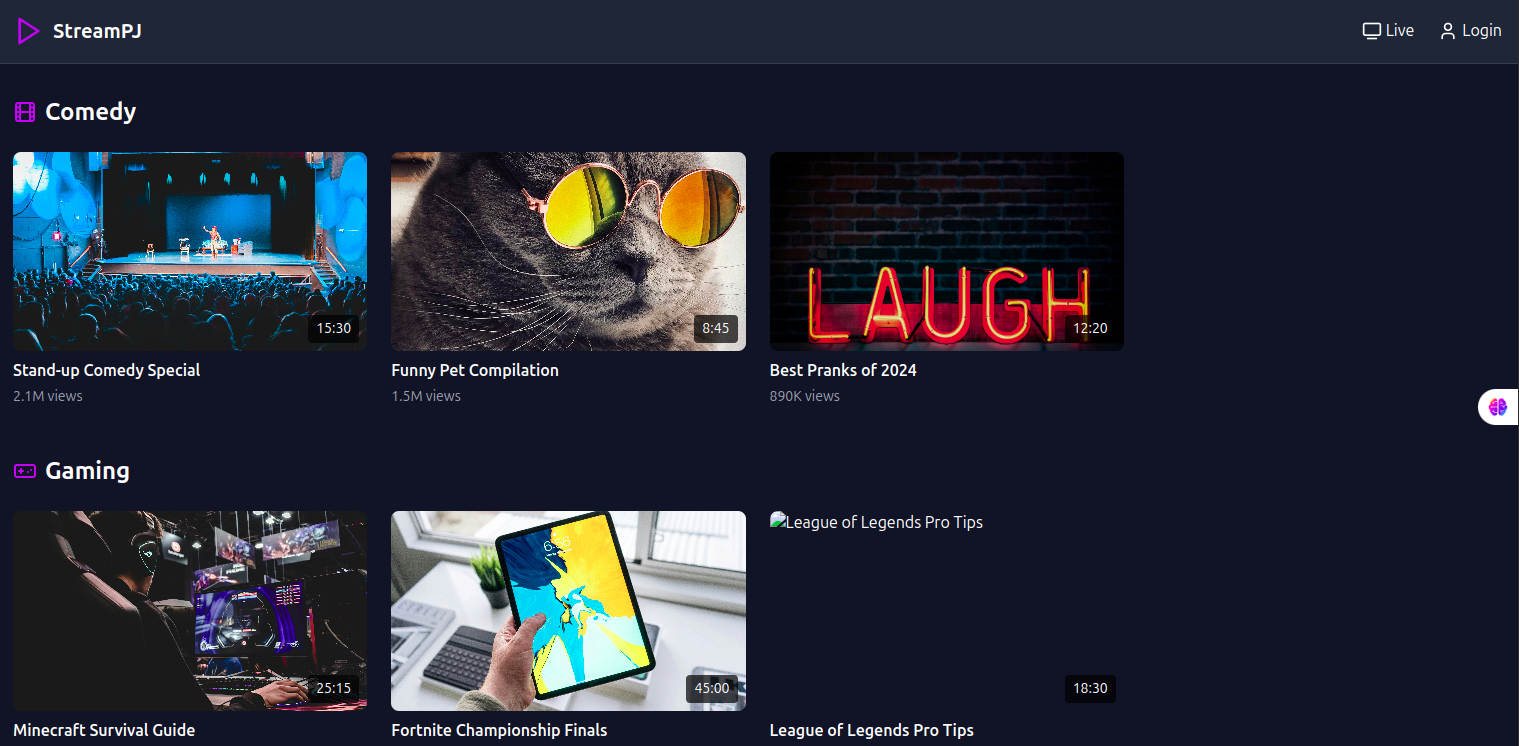 StreamPJ
Live
Login
Comedy
15:30
8:45
LAUGH
12:20
Stand-up Comedy Special
Funny Pet Compilation
Best Pranks of 2024
2.1M views
1.5M views
890K views
Gaming
League of Legends Pro Tips
6:56
25:15
45:00
18:30
Minecraft Survival Guide
Fortnite Championship Finals
League of Legends Pro Tips